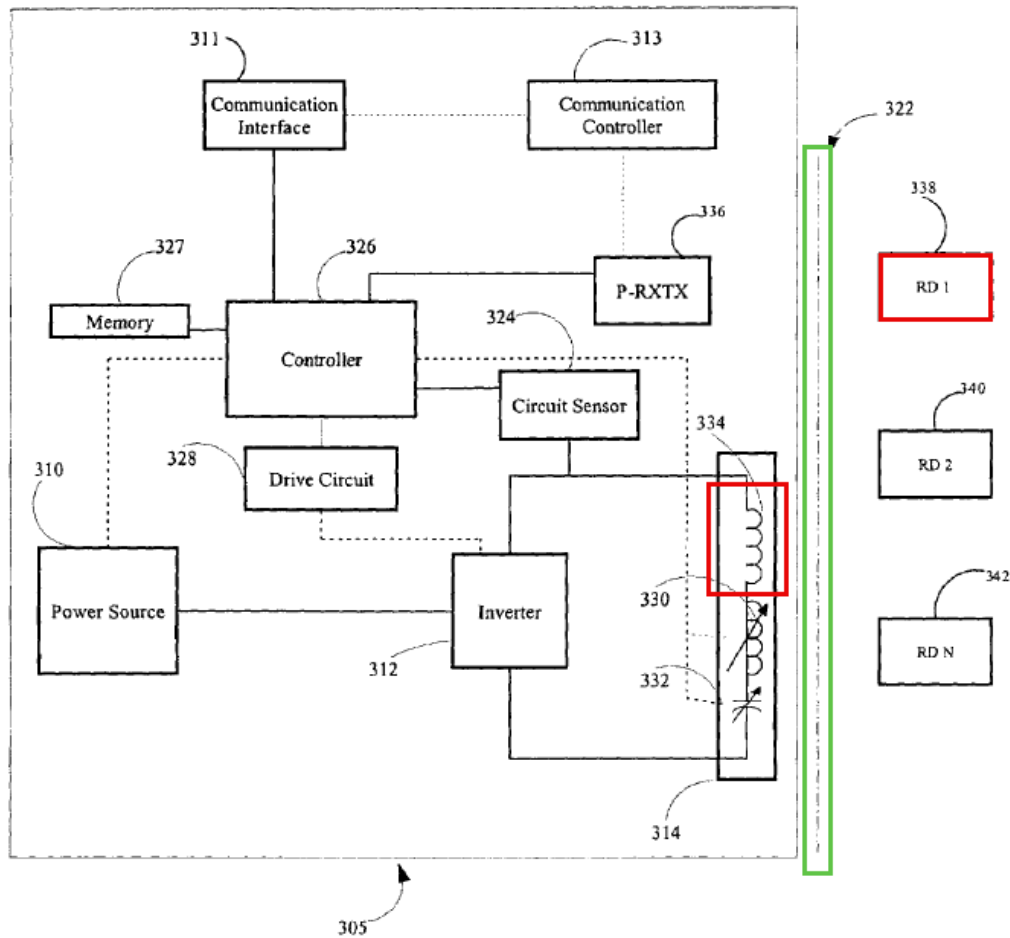 311
313
Communication
Interface
Communication
Controller
322
338
336
327
326
RD 1
P-RXTX
Memory
324
Controller
340
Circuit Sensor
334
328
310
Drive Circuit
RD 2
342
330
Power Source
Inverter
RD N
312
332
314
305